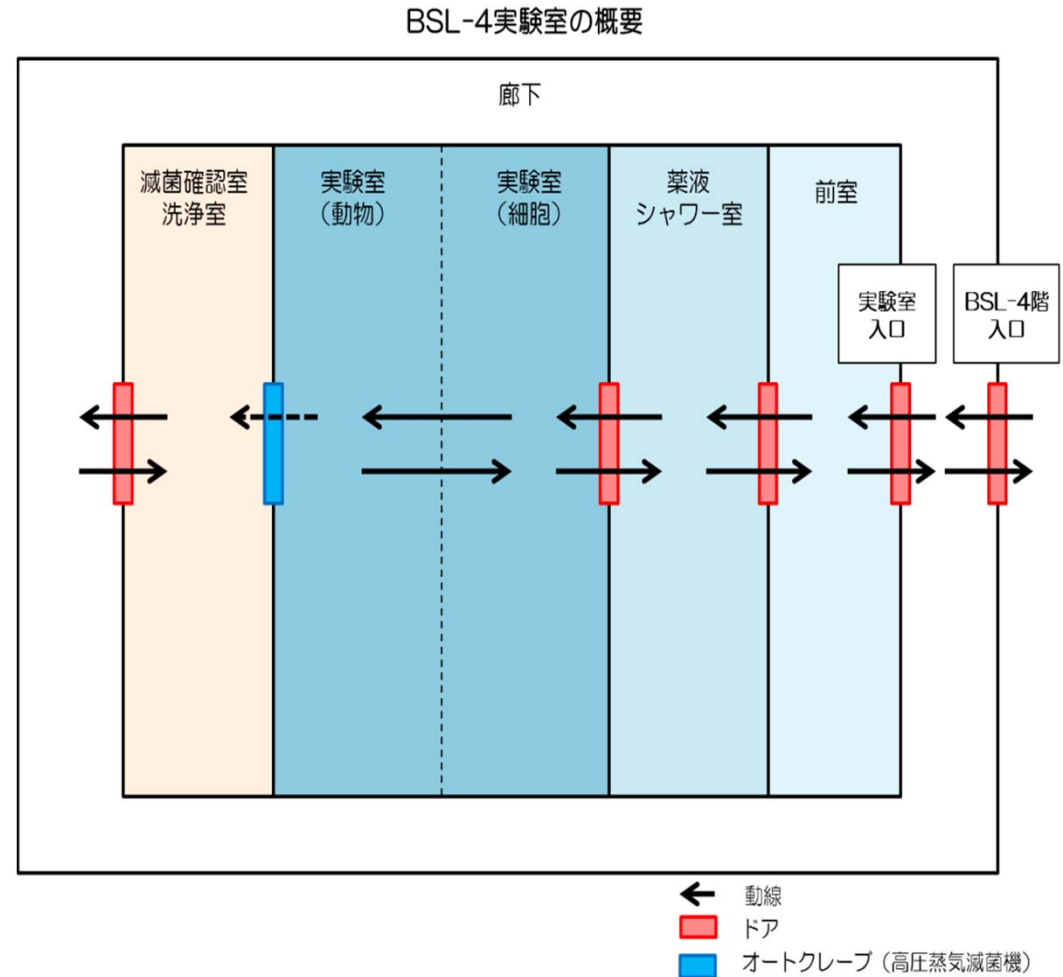 BSL-4実験室の概要
廊下
滅菌確認室
洗浄室
実験室
（動物）
実験室
（細胞）
薬液
シャワー室
前室
実験室
入口
BSL-4階
入口
動線
ドア
オートクレーブ（高圧蒸気滅菌機）